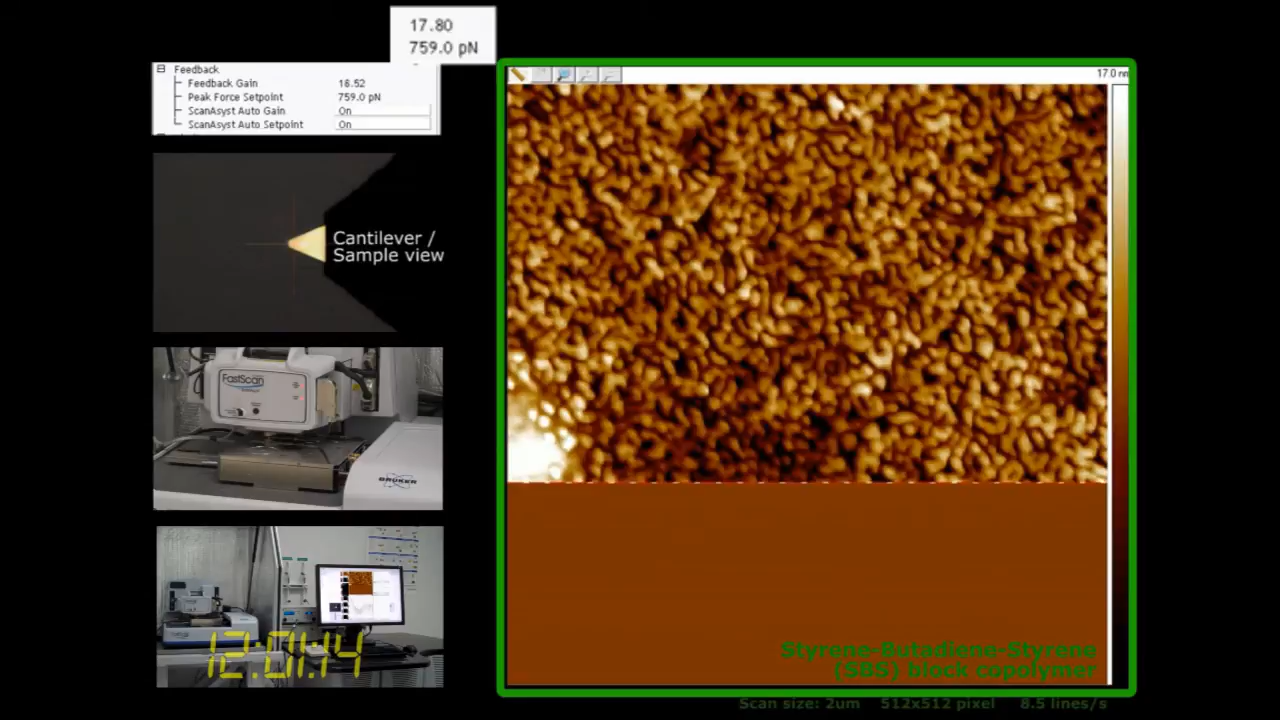 17.80
759.0 pN
Feedback
Feedback Gain 16.52
Peak Force Setpoint 759.0 pN
ScanAsyst Auto Gain On
ScanAsyst Auto Setpoint On
17.0 nm
Cantilever /
Sample view
FastScan
BRUKER
12:01:14
Styrene-Butadiene-Styrene
(SBS) block copolymer
Scan size: 2um 512x512 pixel 8.5 lines/s